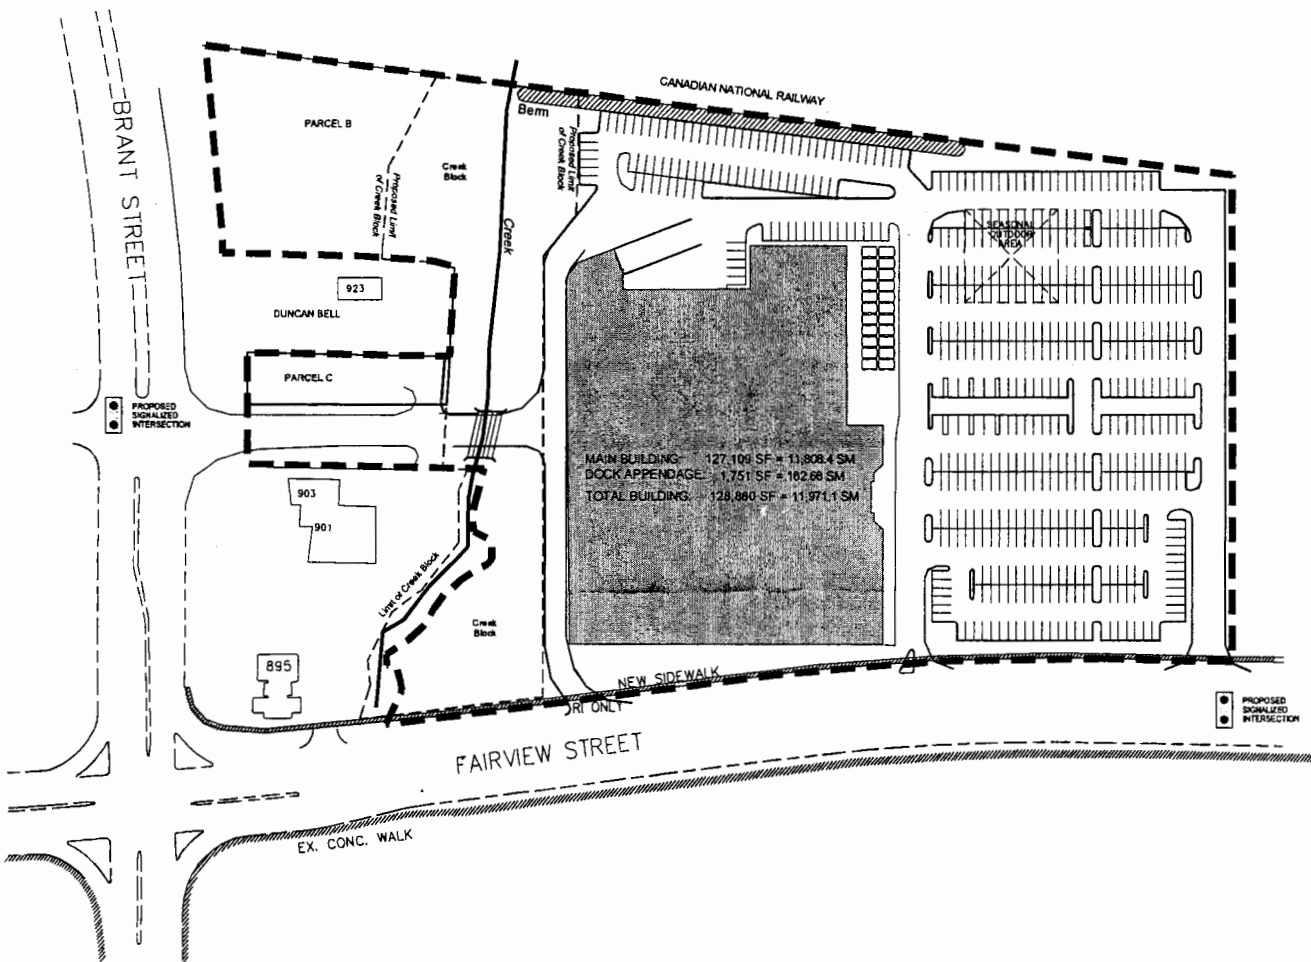 CANADIAN NATIONAL RAILWAY
BRANT STREET
PARCEL B
Berm
Creek
Block
Proposed Limit
of Creek Block
Proposed Limit
of Creek Block
Creek
SEASONAL
OUTDOOR
AREA
923
DUNCAN BELL
PARCEL C
PROPOSED
SIGNALIZED
INTERSECTION
MAIN BUILDING: 127,109 SF = 11,808.4 SM
DOCK APPENDAGE: 1,751 SF = 162.68 SM
TOTAL BUILDING: 128,860 SF = 11,971.1 SM
903
901
Limit of Creek Block
Creek
Block
895
NEW SIDEWALK
RI ONLY
PROPOSED
SIGNALIZED
INTERSECTION
FAIRVIEW STREET
EX. CONC. WALK